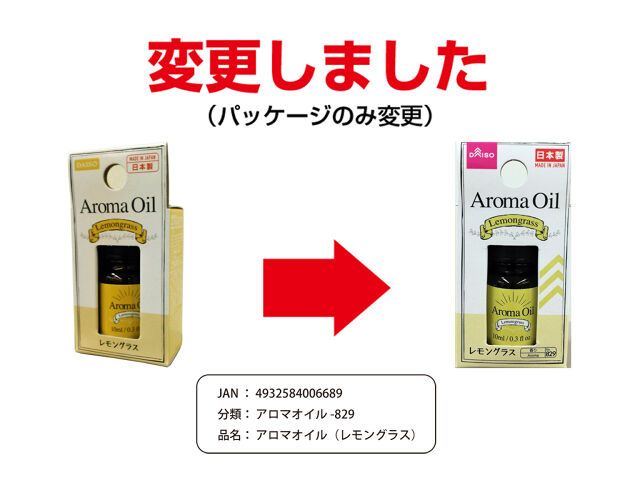 変更しました
（パッケージのみ変更）
DAISO
MADE IN JAPAN
日本製
Aroma Oil
Lemongrass
Aroma Oil
Lemongrass
10ml / 0.3 fl
レモングラス
DAISO
日本製
MADE IN JAPAN
Aroma Oil
Lemongrass
Aroma Oil
Lemongrass
10ml / 0.3 fl oz
レモングラス
香り
Aroma
829
JAN ： 4932584006689
分類： アロマオイル -829
品名： アロマオイル（レモングラス）